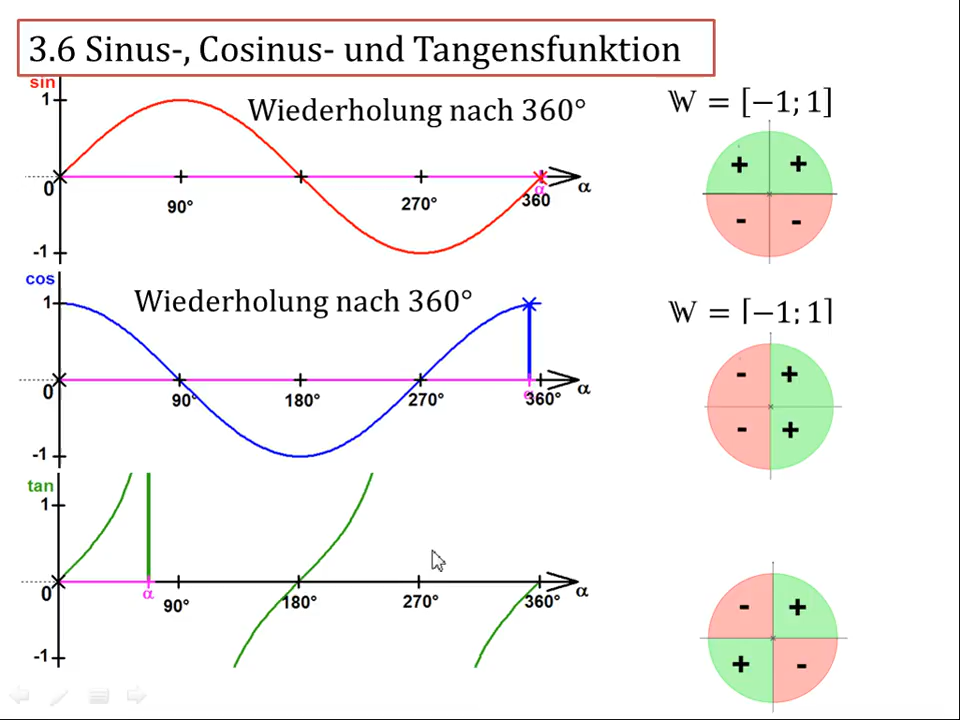 3.6 Sinus-, Cosinus- und Tangensfunktion
sin
1
Wiederholung nach 360°
𝕎 = [−1; 1]
+ +
- -
0
90°
270°
360
α
α
-1
cos
1
Wiederholung nach 360°
𝕎 = [−1; 1]
- +
- +
0
90°
180°
270°
360°
α
α
-1
tan
1
0
α
90°
180°
270°
360°
α
-1
- +
+ -